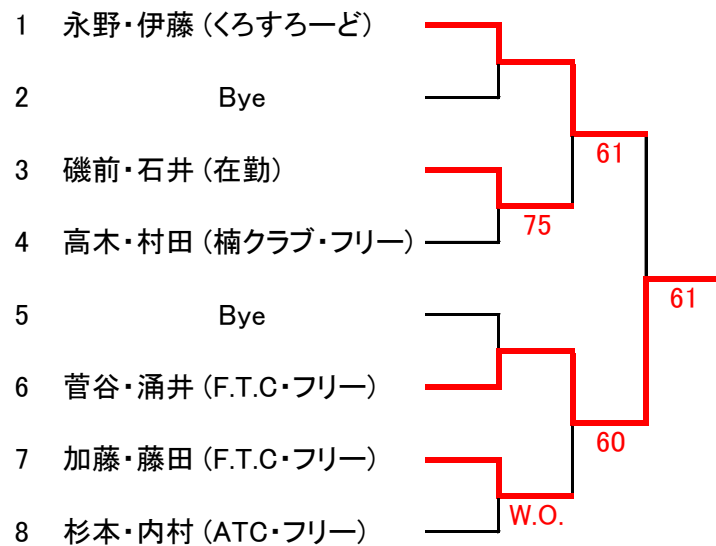 1 永野・伊藤 (くろすろーど)
2 Bye
61
3 磯前・石井 (在勤)
75
4 高木・村田 (楠クラブ・フリー)
61
5 Bye
6 菅谷・涌井 (F.T.C・フリー)
60
7 加藤・藤田 (F.T.C・フリー)
W.O.
8 杉本・内村 (ATC・フリー)